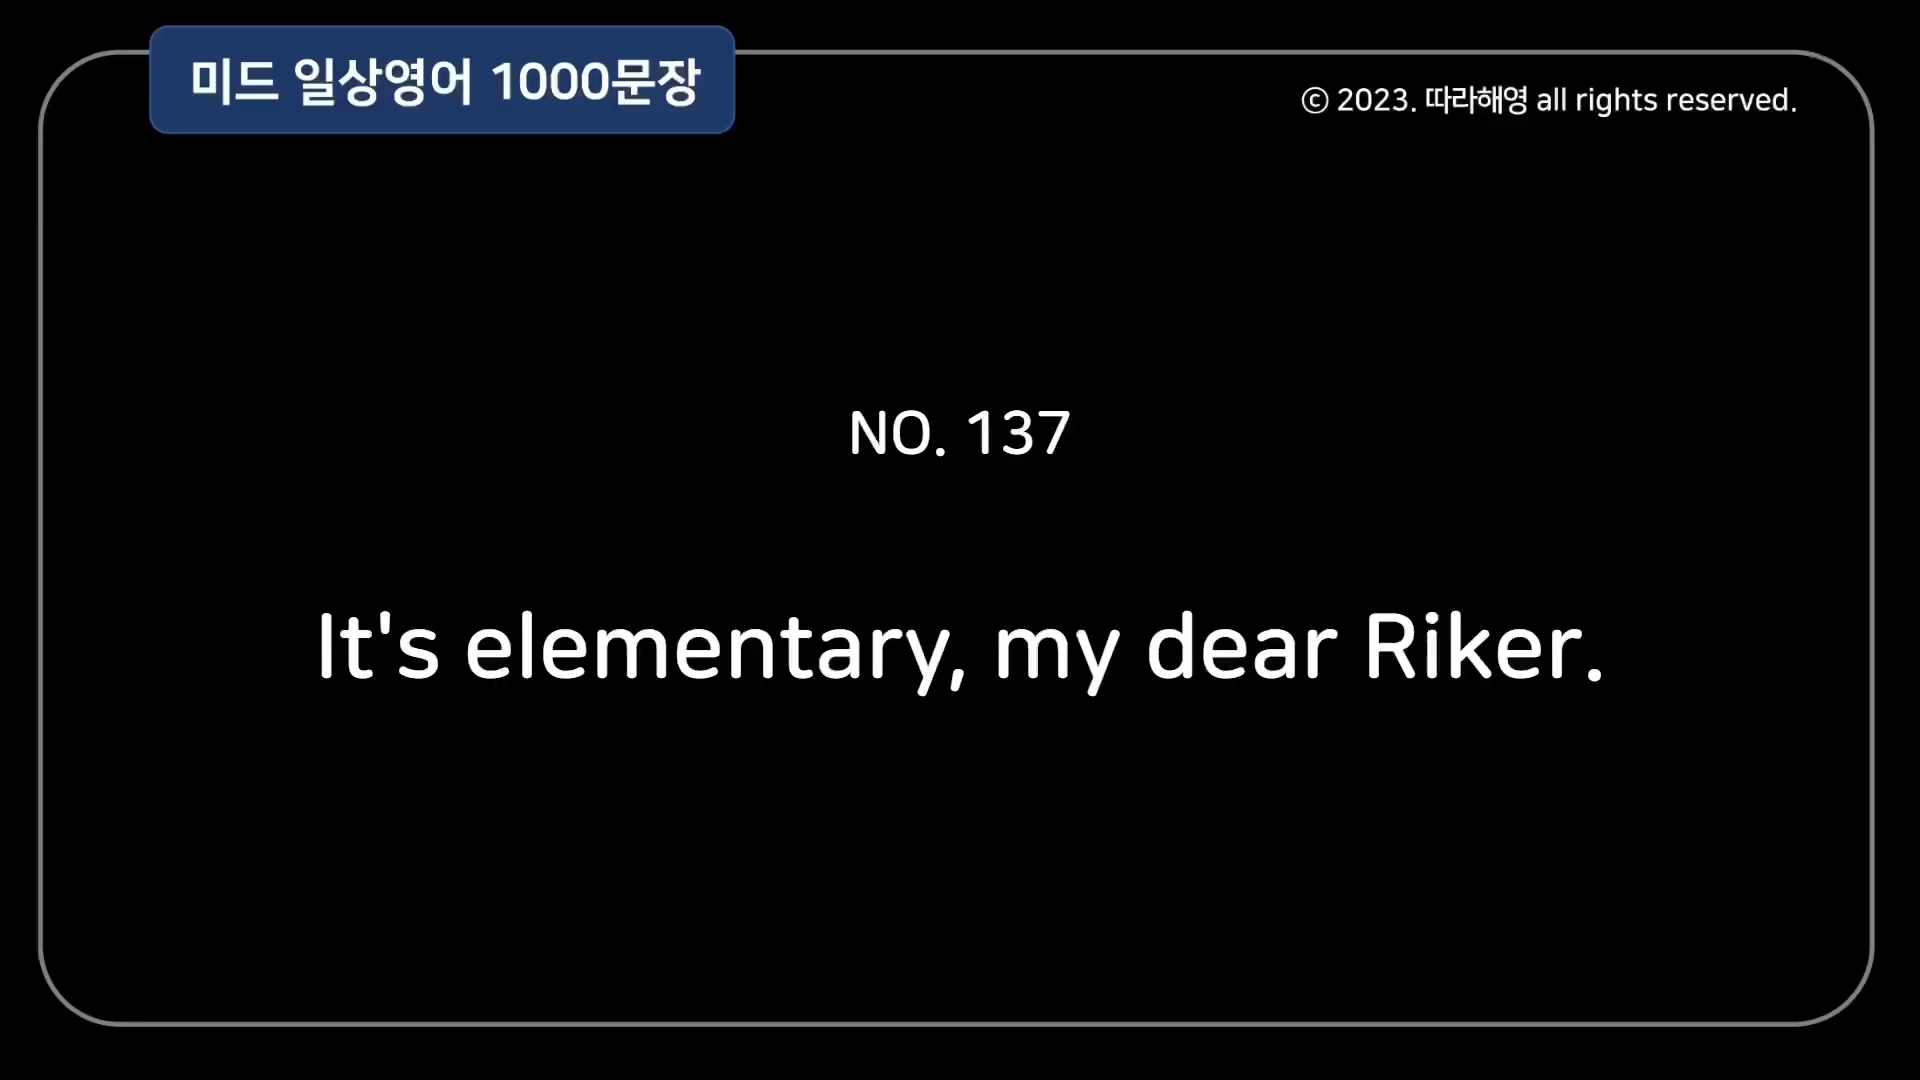 미드 일상영어 1000문장
ⓒ 2023. 따라해영 all rights reserved.
NO. 137
It's elementary, my dear Riker.